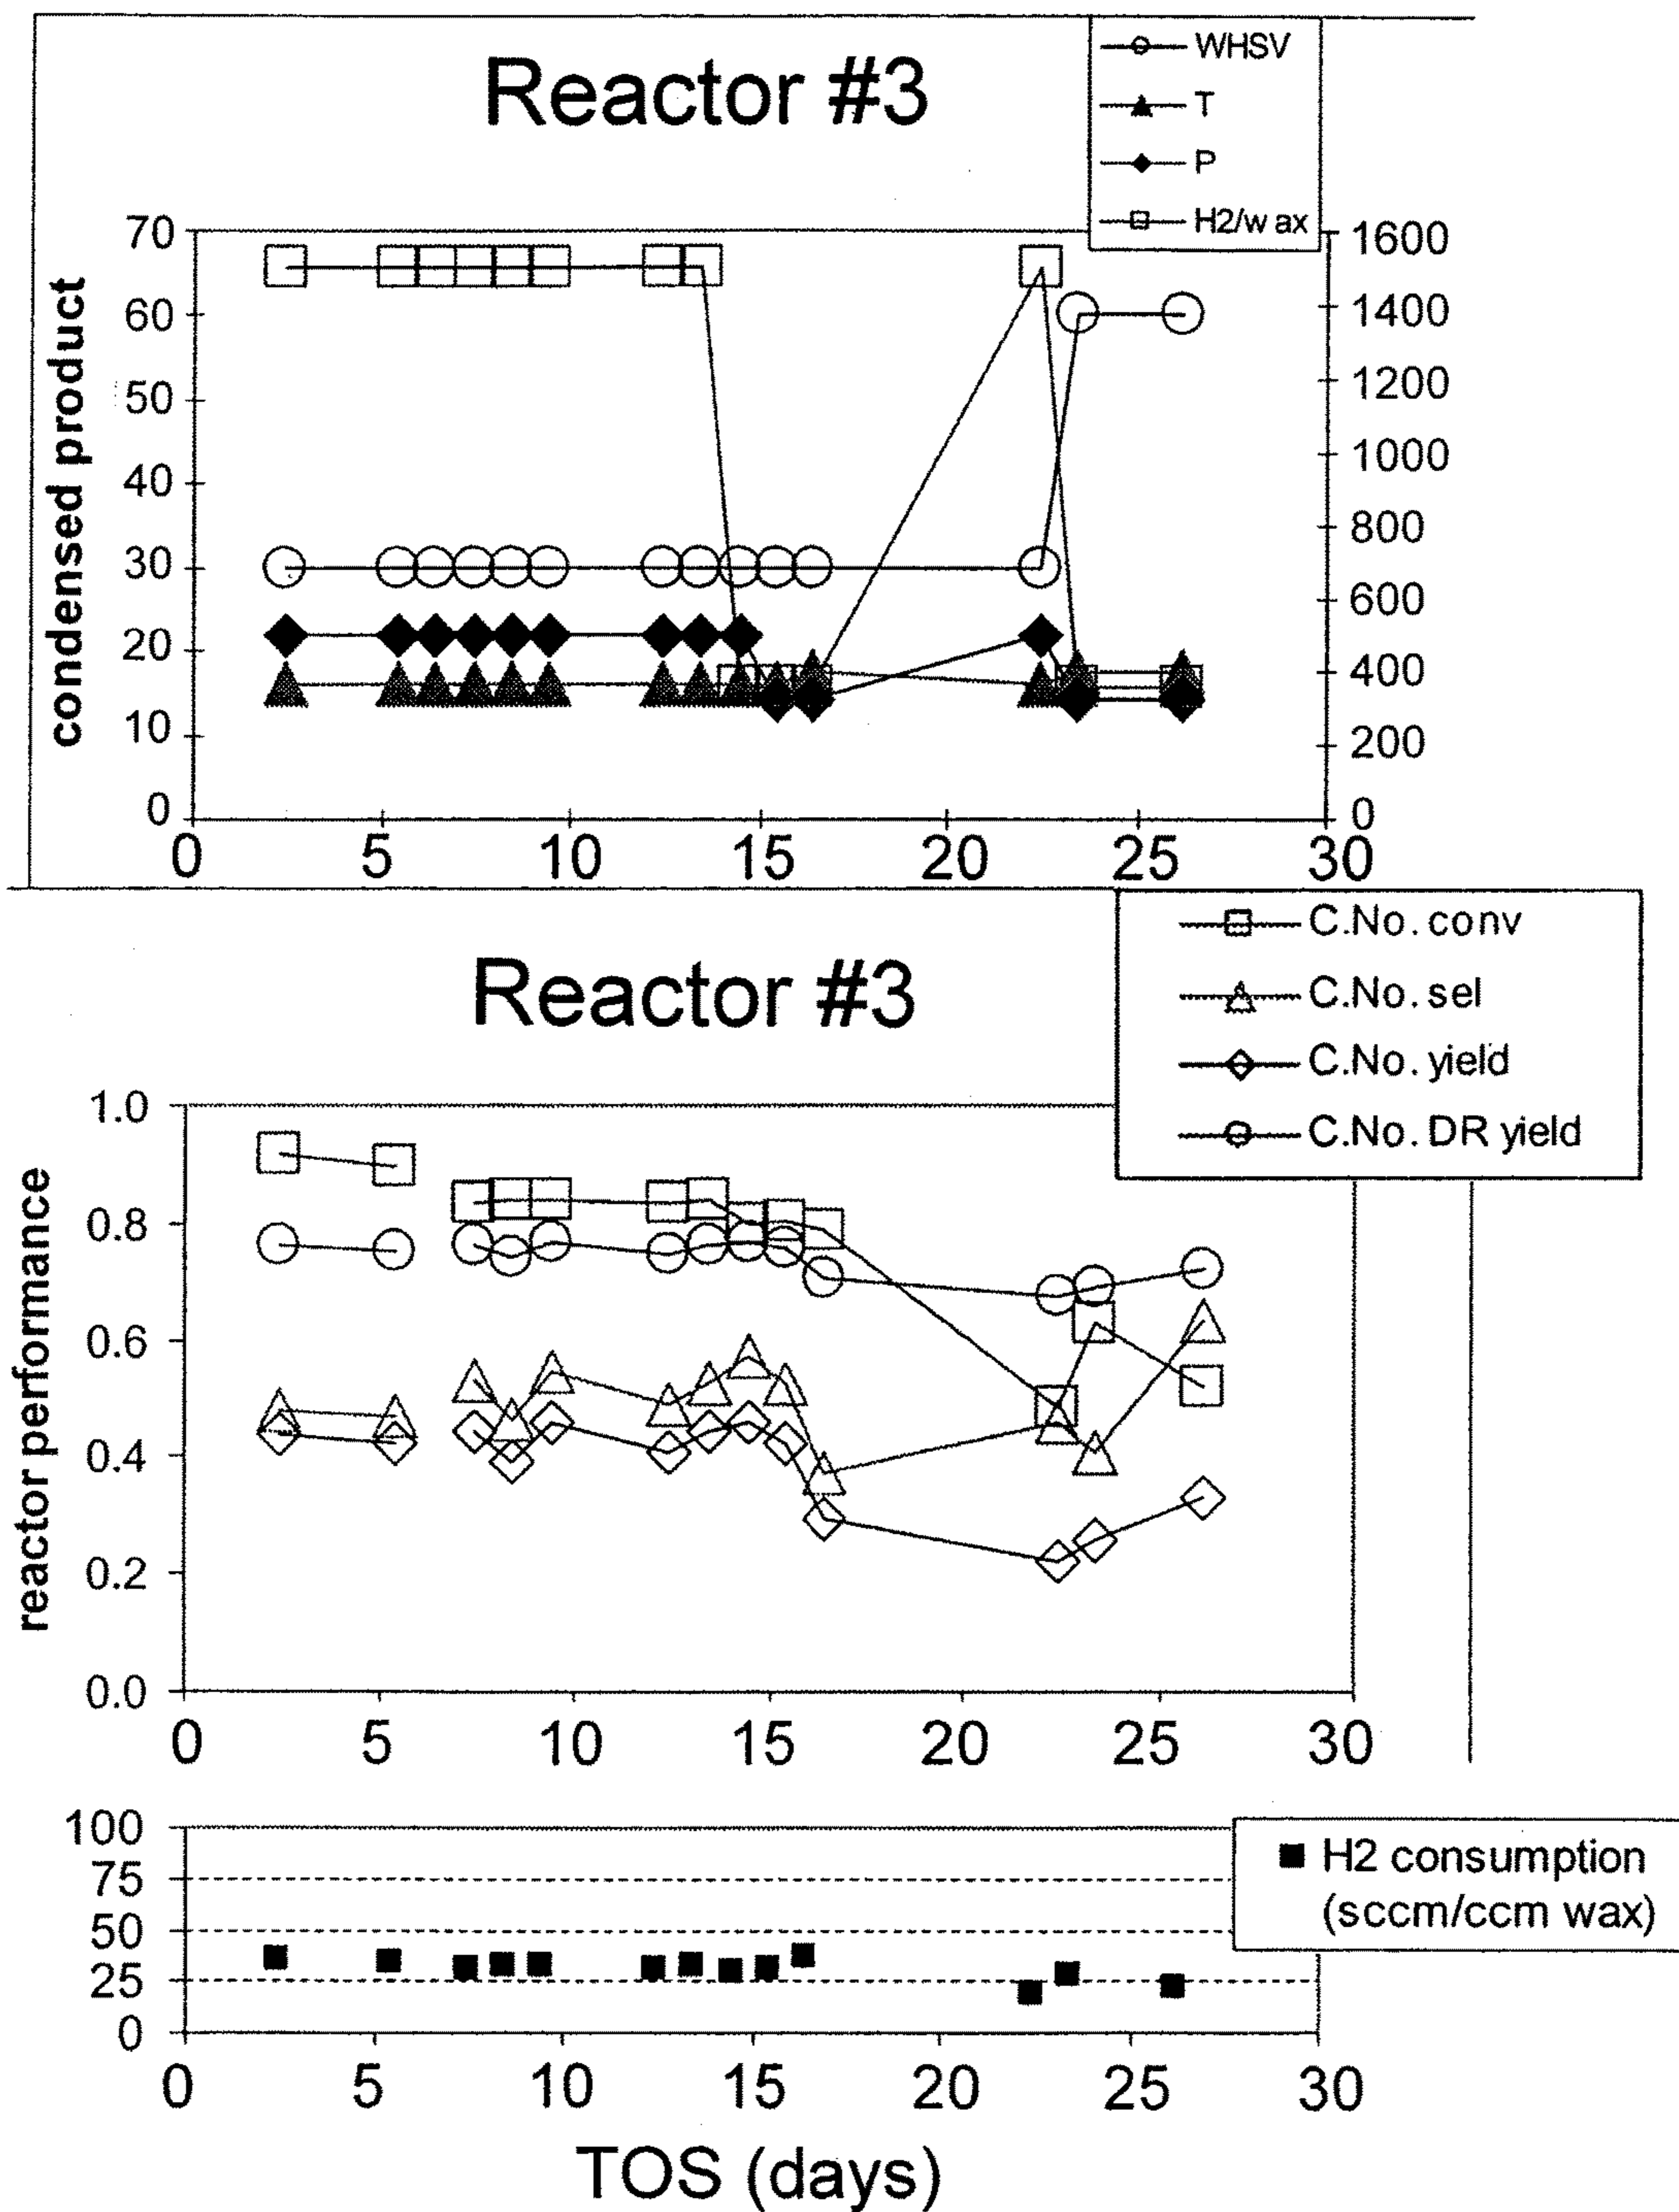 Reactor #3
WHSV
T
P
H2/wax
condensed product
70
60
50
40
30
20
10
0
1600
1400
1200
1000
800
600
400
200
0
0 5 10 15 20 25 30
Reactor #3
C.No. conv
C.No. sel
C.No. yield
C.No. DR yield
reactor performance
1.0
0.8
0.6
0.4
0.2
0.0
0 5 10 15 20 25 30
100
75
50
25
0
H2 consumption
(sccm/ccm wax)
0 5 10 15 20 25 30
TOS (days)